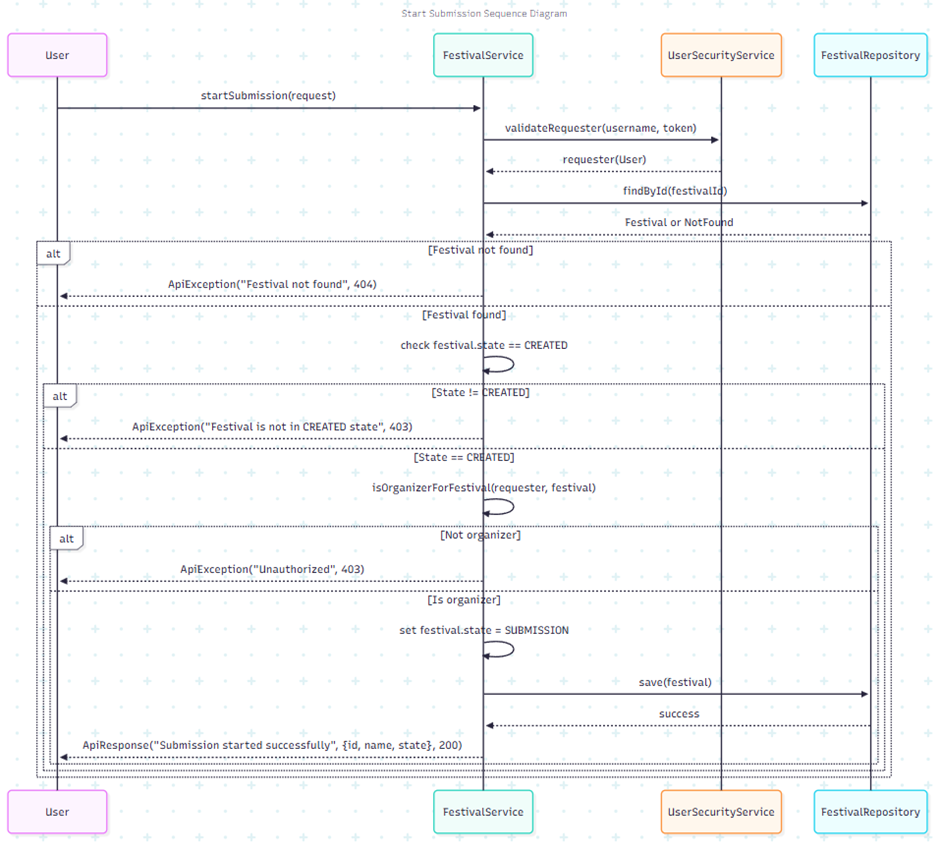 Start Submission Sequence Diagram
User
FestivalService
UserSecurityService
FestivalRepository
startSubmission(request)
validateRequester(username, token)
requester(User)
findById(festivalId)
Festival or NotFound
alt
[Festival not found]
ApiException("Festival not found", 404)
[Festival found]
check festival.state == CREATED
alt
[State != CREATED]
ApiException("Festival is not in CREATED state", 403)
[State == CREATED]
isOrganizerForFestival(requester, festival)
alt
[Not organizer]
ApiException("Unauthorized", 403)
[Is organizer]
set festival.state = SUBMISSION
save(festival)
success
ApiResponse("Submission started successfully", {id, name, state}, 200)
User
FestivalService
UserSecurityService
FestivalRepository